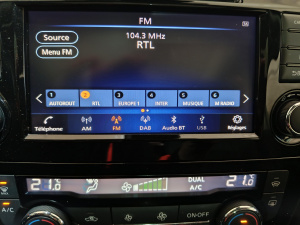 FM
Source
104.3 MHz
RTL
Menu FM
1 2 3 4 5 6
AUTOROUT RTL EUROPE 1 INTER MUSIQUE M RADIO
Téléphone AM FM DAB Audio BT USB Réglages
21.0 DUAL 21.0
A/C
A/C
ON·OFF